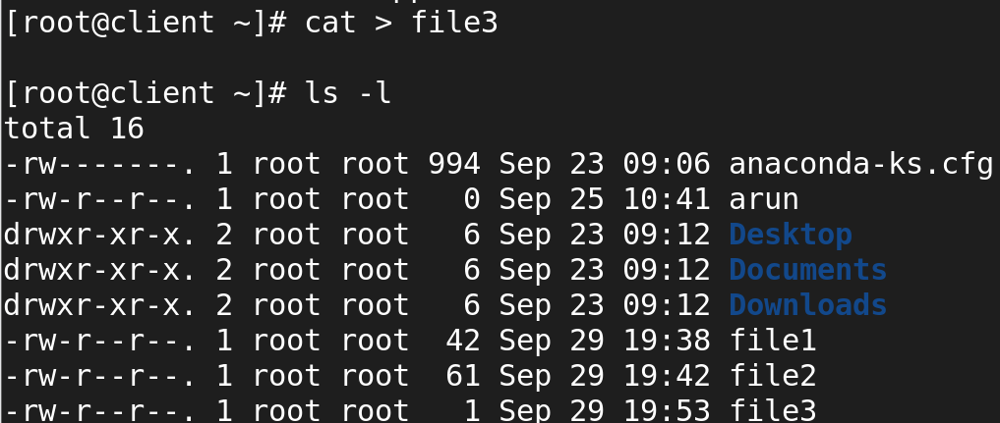 [root@client ~]# cat > file3
[root@client ~]# ls -l
total 16
-rw-------. 1 root root 994 Sep 23 09:06 anaconda-ks.cfg
-rw-r--r--. 1 root root   0 Sep 25 10:41 arun
drwxr-xr-x. 2 root root   6 Sep 23 09:12 Desktop
drwxr-xr-x. 2 root root   6 Sep 23 09:12 Documents
drwxr-xr-x. 2 root root   6 Sep 23 09:12 Downloads
-rw-r--r--. 1 root root  42 Sep 29 19:38 file1
-rw-r--r--. 1 root root  61 Sep 29 19:42 file2
-rw-r--r--. 1 root root   1 Sep 29 19:53 file3